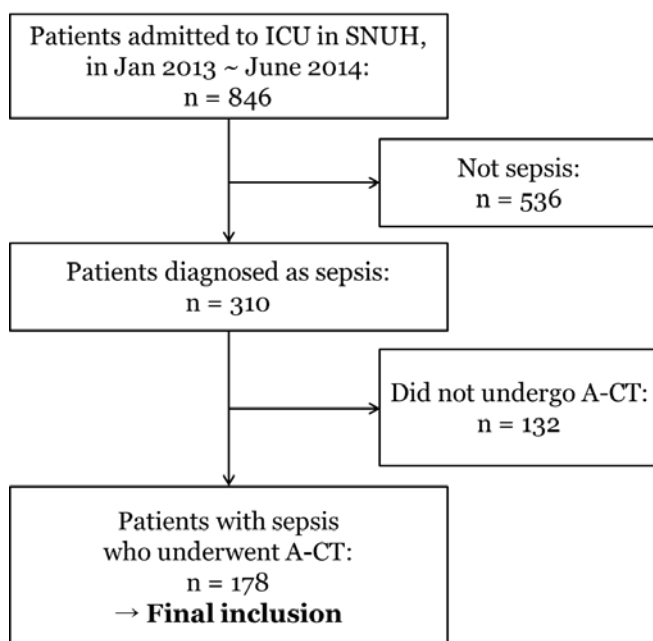 Patients admitted to ICU in SNUH,
in Jan 2013 ~ June 2014:
n = 846
Not sepsis:
n = 536
Patients diagnosed as sepsis:
n = 310
Did not undergo A-CT:
n = 132
Patients with sepsis
who underwent A-CT:
n = 178
→ Final inclusion